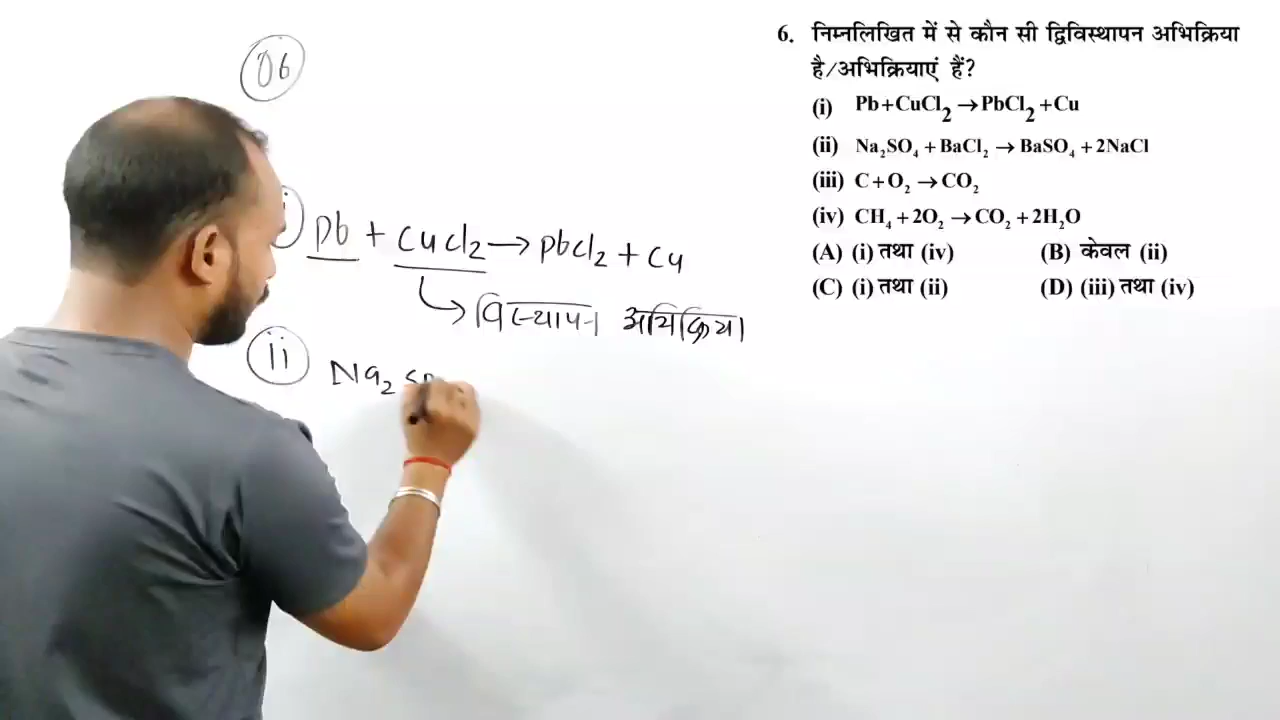 06
i Pb + CuCl2 → PbCl2 + Cu
↳ विस्थापन अभिक्रिया
ii Na2
6. निम्नलिखित में से कौन सी द्विविस्थापन अभिक्रिया
है/अभिक्रियाएं हैं?
(i) Pb+CuCl₂ →PbCl₂ +Cu
(ii) Na₂SO₄ + BaCl₂ → BaSO₄ + 2NaCl
(iii) C+O₂ →CO₂
(iv) CH₄ +2O₂ →CO₂ +2H₂O
(A) (i) तथा (iv) (B) केवल (ii)
(C) (i) तथा (ii) (D) (iii) तथा (iv)